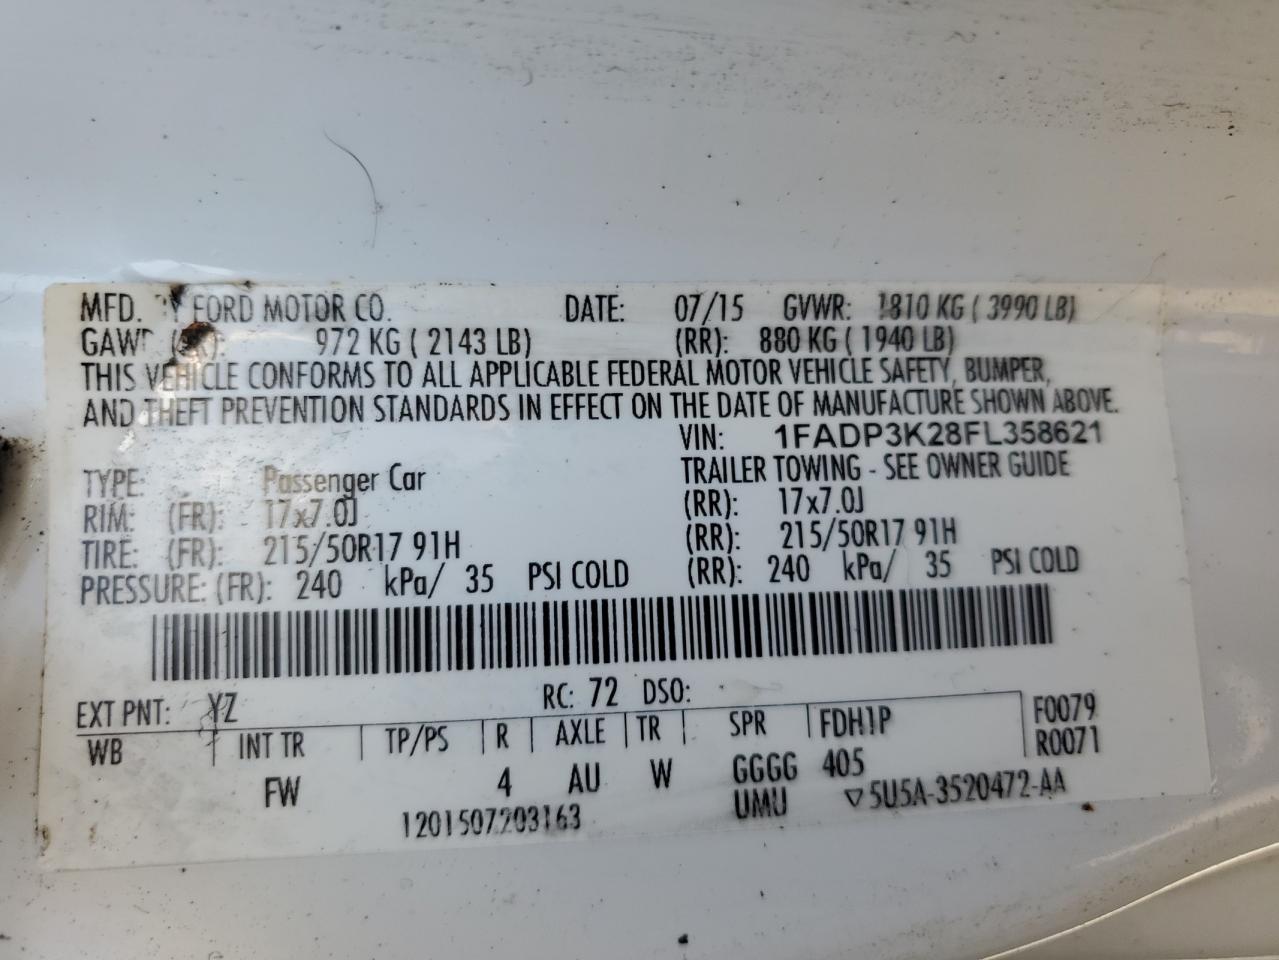 MFD. BY FORD MOTOR CO. DATE: 07/15 GVWR: 1810 KG ( 3990 LB)
GAWR (FR): 972 KG ( 2143 LB) (RR): 880 KG ( 1940 LB)
THIS VEHICLE CONFORMS TO ALL APPLICABLE FEDERAL MOTOR VEHICLE SAFETY, BUMPER,
AND THEFT PREVENTION STANDARDS IN EFFECT ON THE DATE OF MANUFACTURE SHOWN ABOVE.
VIN: 1FADP3K28FL358621
TYPE: Passenger Car TRAILER TOWING - SEE OWNER GUIDE
RIM: (FR): 17x7.0J (RR): 17x7.0J
TIRE: (FR): 215/50R17 91H (RR): 215/50R17 91H
PRESSURE: (FR): 240 kPa/ 35 PSI COLD (RR): 240 kPa/ 35 PSI COLD
EXT PNT: YZ RC: 72 DSO: F0079
WB INT TR TP/PS R AXLE TR SPR FDH1P R0071
FW 4 AU W GGGG 405
1201507203163 UMU ▽5U5A-3520472-AA